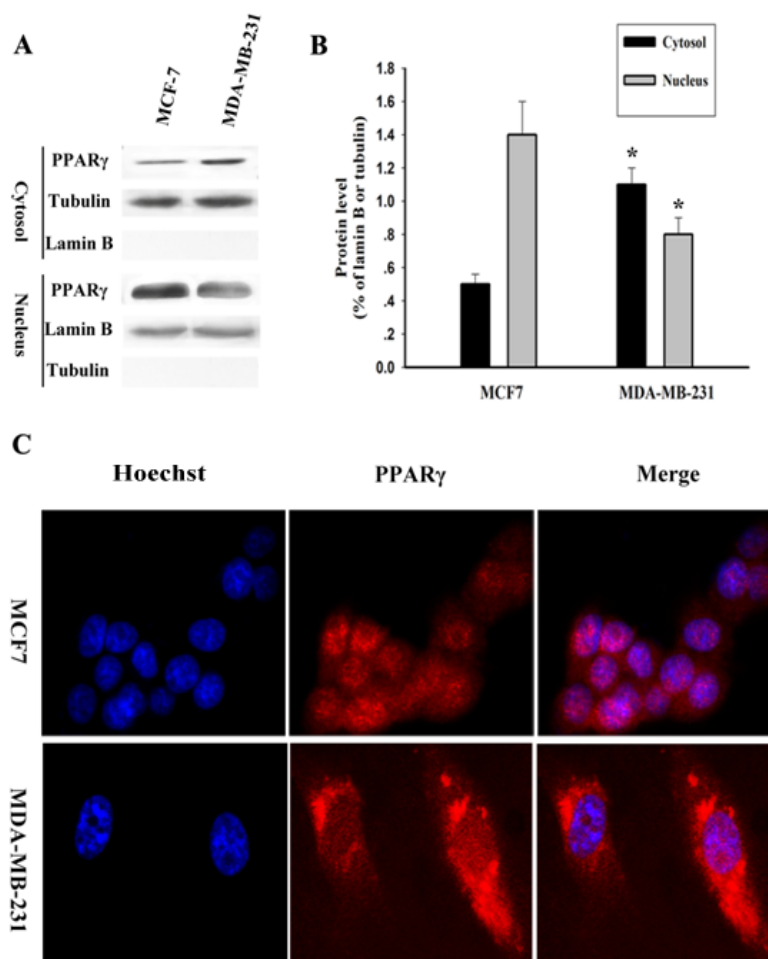 A
MCF-7
MDA-MB-231
Cytosol
PPARγ
Tubulin
Lamin B
Nucleus
PPARγ
Lamin B
Tubulin
B
Cytosol
Nucleus
Protein level
(% of lamin B or tubulin)
1.8
1.6
1.4
1.2
1.0
.8
.6
.4
.2
0.0
*
*
MCF7
MDA-MB-231
C
Hoechst
PPARγ
Merge
MCF7
MDA-MB-231